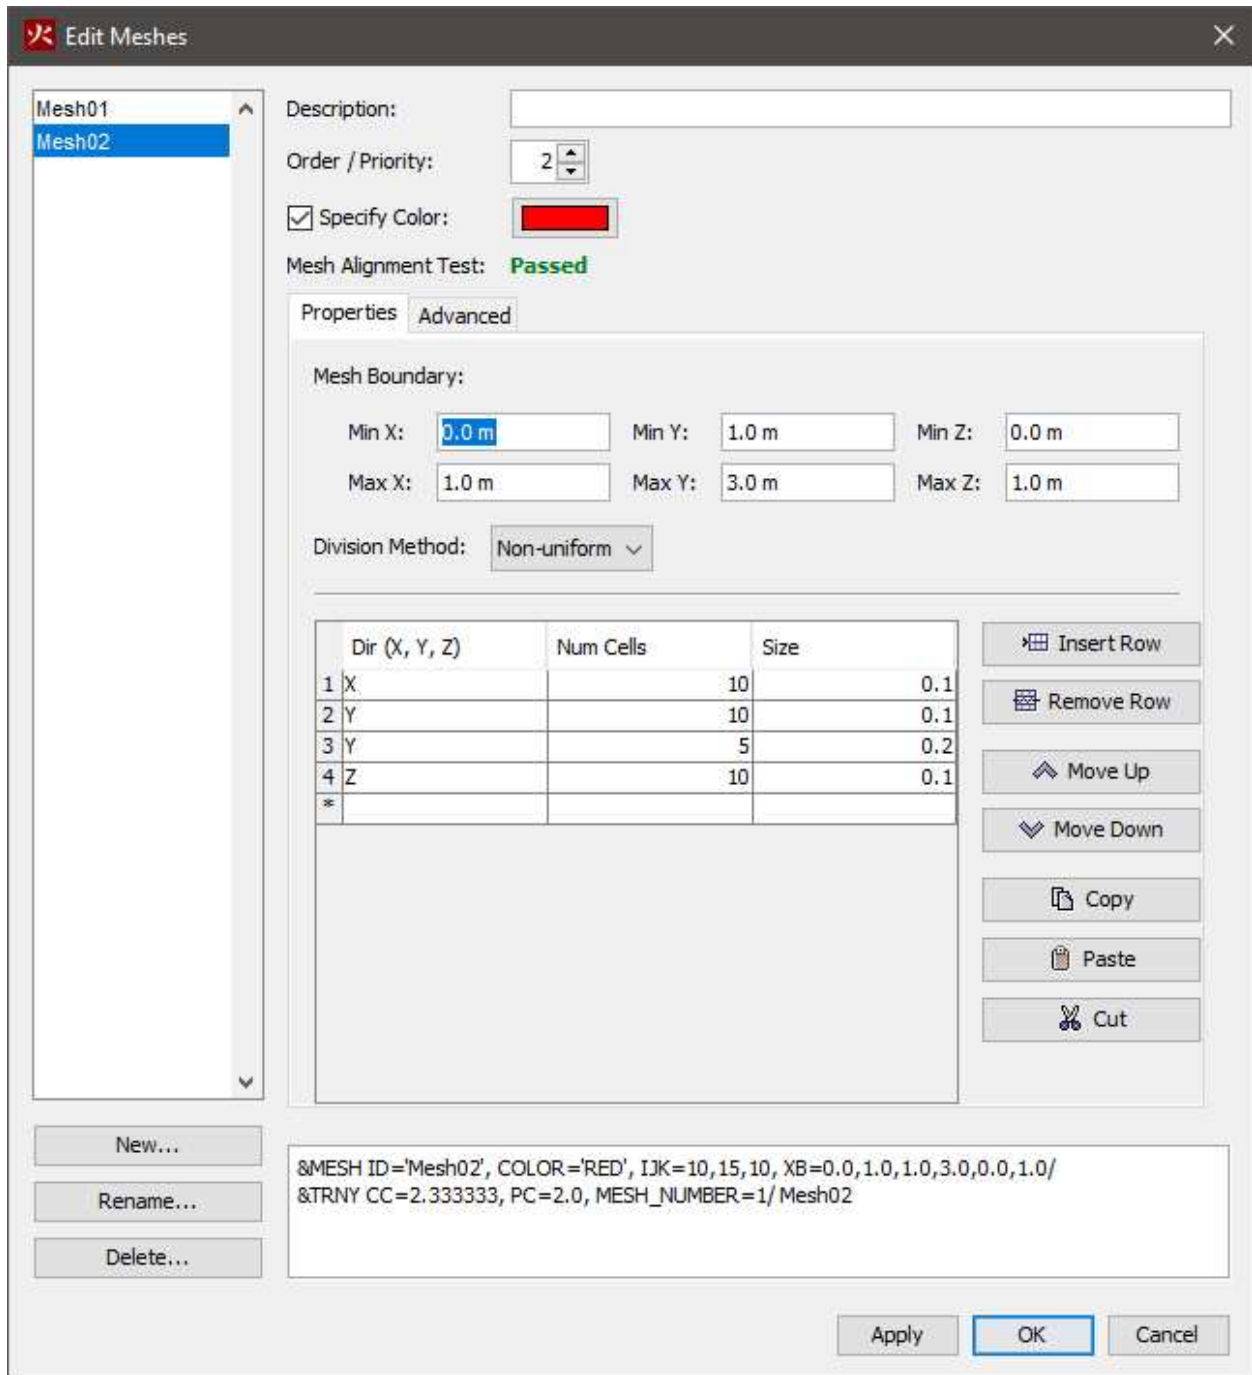 火 Edit Meshes
Mesh01
Mesh02
Description:
Order / Priority: 2
Specify Color:
Mesh Alignment Test: Passed
Properties Advanced
Mesh Boundary:
Min X: 0.0 m Min Y: 1.0 m Min Z: 0.0 m
Max X: 1.0 m Max Y: 3.0 m Max Z: 1.0 m
Division Method: Non-uniform
Dir (X, Y, Z) Num Cells Size
1 X 10 0.1
2 Y 10 0.1
3 Y 5 0.2
4 Z 10 0.1
*
Insert Row
Remove Row
Move Up
Move Down
Copy
Paste
Cut
New...
Rename...
Delete...
&MESH ID='Mesh02', COLOR='RED', IJK=10,15,10, XB=0.0,1.0,1.0,3.0,0.0,1.0/
&TRNY CC=2.333333, PC=2.0, MESH_NUMBER=1/ Mesh02
Apply OK Cancel